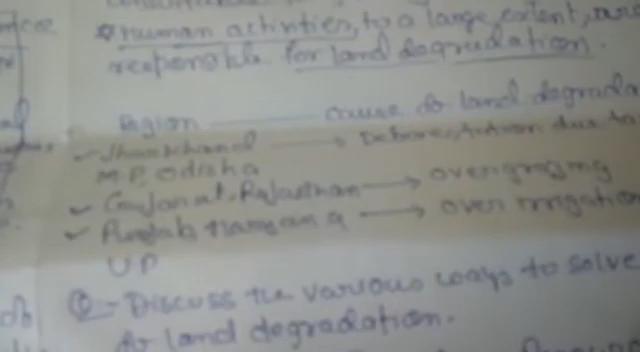 Human activities, to a large extent, are
responsible for land degradation.
Region cause of land degrada
Jharkhand → Deforestation due to
M.P, Odisha
Gujarat, Rajasthan → overgrazing
Punjab Haryana → over irrigation
UP
Q- Discuss the various ways to solve
of land degradation.